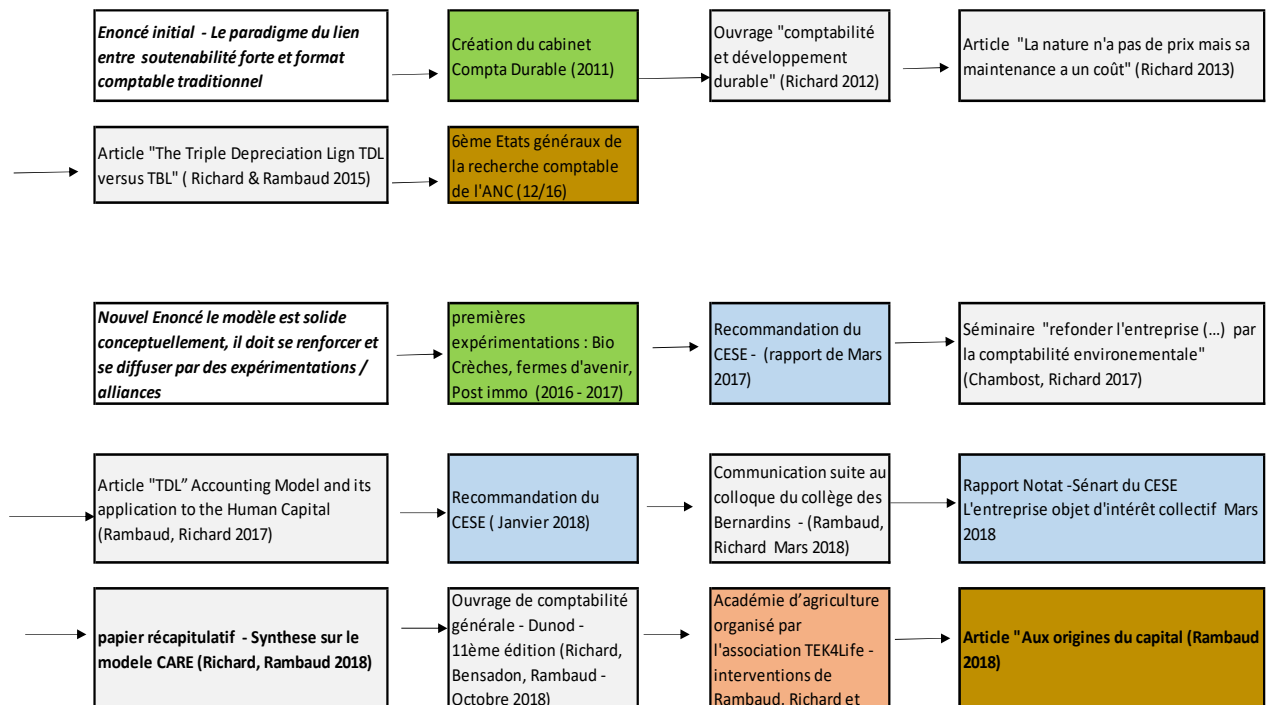 Enoncé initial - Le paradigme du lien
entre soutenabilité forte et format
comptable traditionnel
Création du cabinet
Compta Durable (2011)
Ouvrage "comptabilité
et développement
durable" (Richard 2012)
Article "La nature n'a pas de prix mais sa
maintenance a un coût" (Richard 2013)
Article "The Triple Depreciation Lign TDL
versus TBL" ( Richard & Rambaud 2015)
6ème Etats généraux de
la recherche comptable
de l'ANC (12/16)
Nouvel Enoncé le modèle est solide
conceptuellement, il doit se renforcer et
se diffuser par des expérimentations /
alliances
premières
expérimentations : Bio
Crèches, fermes d'avenir,
Post immo (2016 - 2017)
Recommandation du
CESE - (rapport de Mars
2017)
Séminaire "refonder l'entreprise (...) par
la comptabilité environementale"
(Chambost, Richard 2017)
Article "TDL” Accounting Model and its
application to the Human Capital
(Rambaud, Richard 2017)
Recommandation du
CESE ( Janvier 2018)
Communication suite au
colloque du collège des
Bernardins - (Rambaud,
Richard Mars 2018)
Rapport Notat -Sénart du CESE
L'entreprise objet d'intérêt collectif Mars
2018
papier récapitulatif - Synthese sur le
modele CARE (Richard, Rambaud 2018)
Ouvrage de comptabilité
générale - Dunod -
11ème édition (Richard,
Bensadon, Rambaud -
Octobre 2018)
Académie d’agriculture
organisé par
l'association TEK4Life -
interventions de
Rambaud, Richard et
Article "Aux origines du capital (Rambaud
2018)